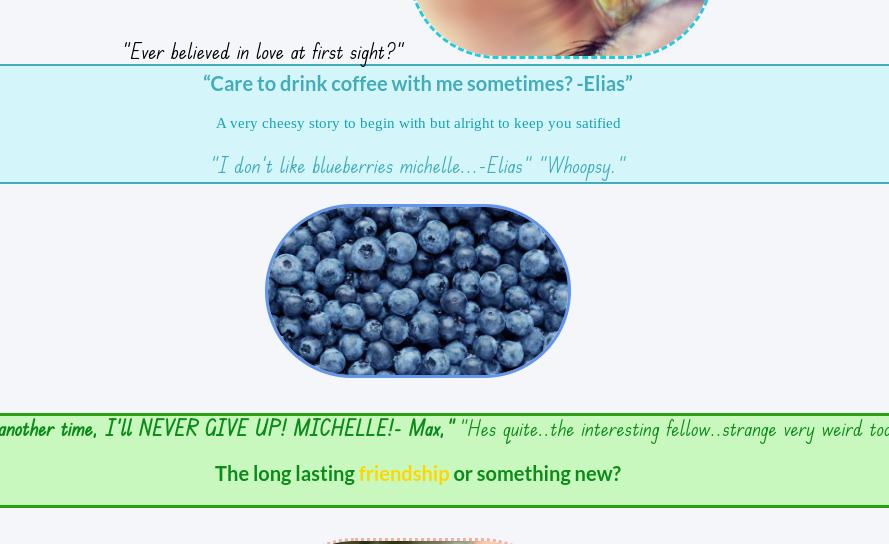 "Ever believed in love at first sight?"
“Care to drink coffee with me sometimes? -Elias”
A very cheesy story to begin with but alright to keep you satified
"I don't like blueberries michelle...-Elias" "Whoopsy."
another time, I'll NEVER GIVE UP! MICHELLE!- Max," "Hes quite..the interesting fellow..strange very weird too
The long lasting friendship or something new?